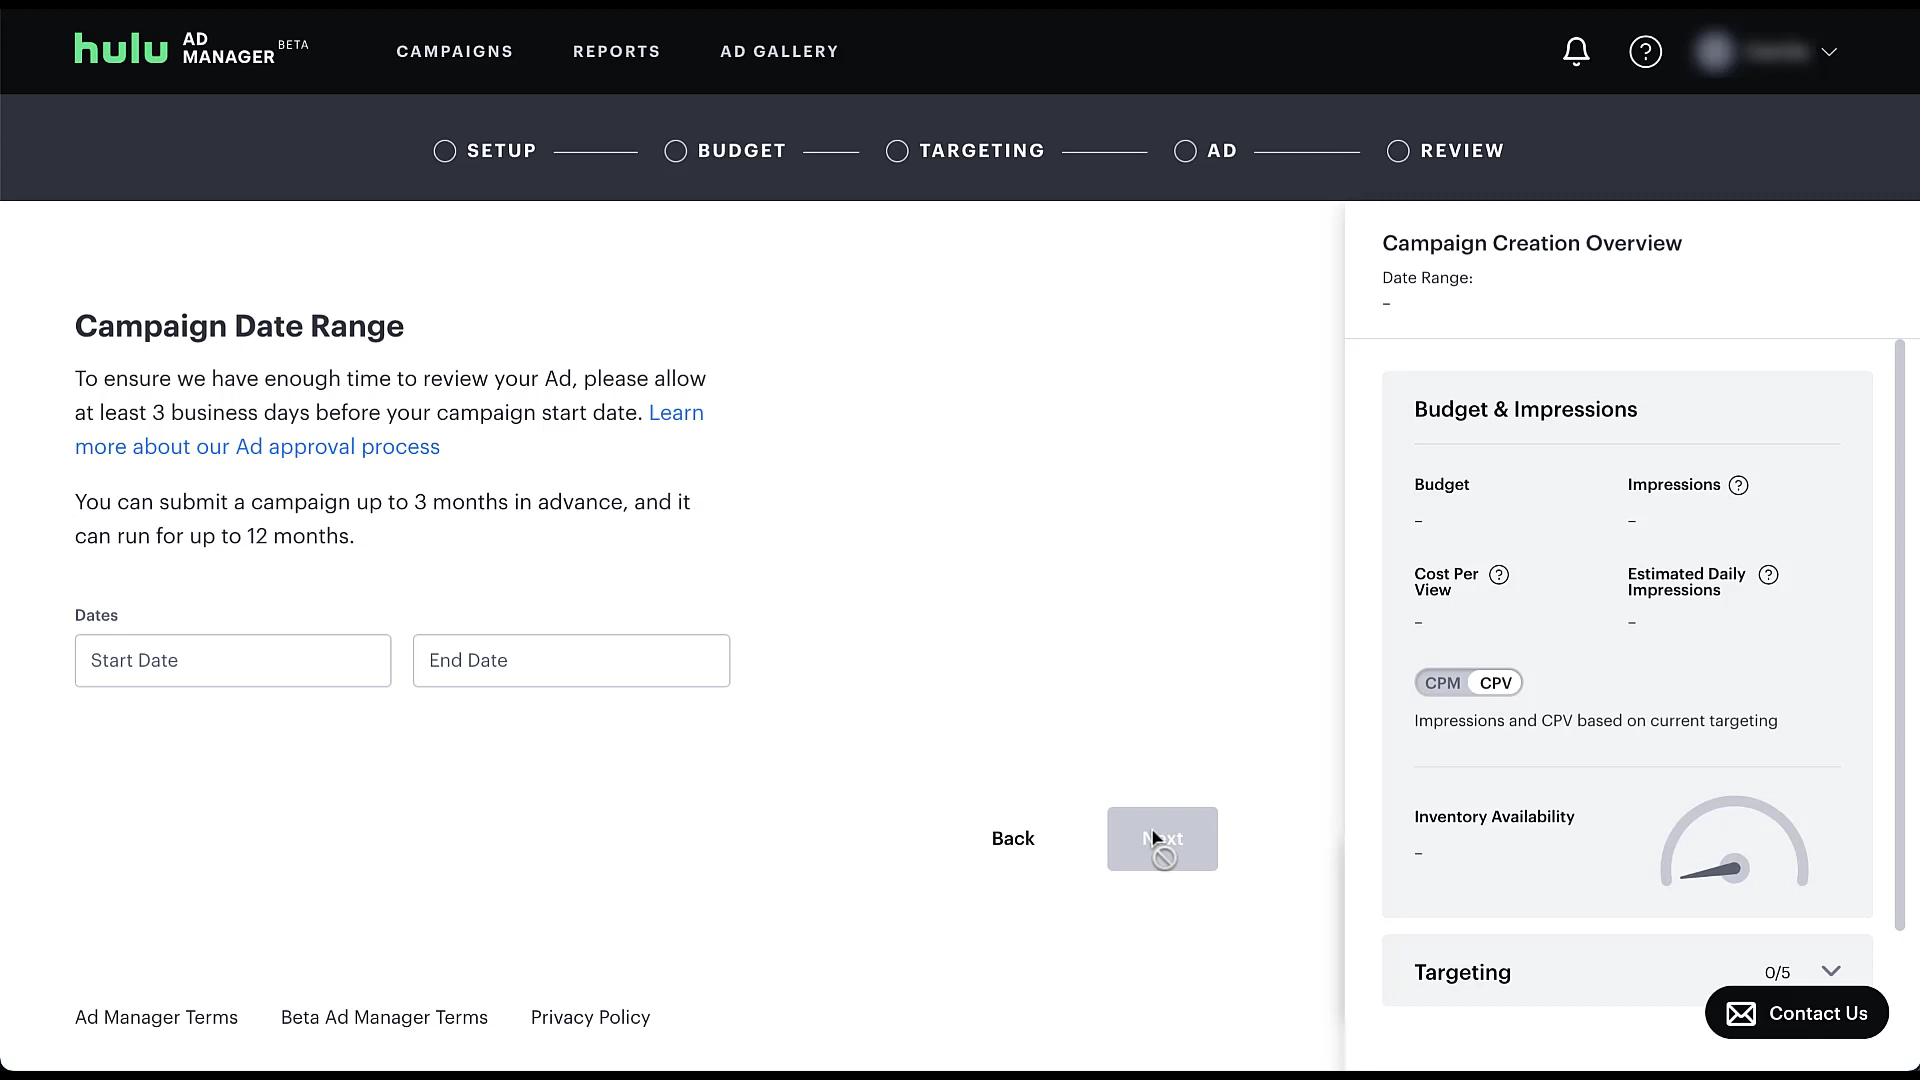 hulu AD MANAGER BETA
CAMPAIGNS REPORTS AD GALLERY
SETUP BUDGET TARGETING AD REVIEW
Campaign Date Range
To ensure we have enough time to review your Ad, please allow
at least 3 business days before your campaign start date. Learn
more about our Ad approval process
You can submit a campaign up to 3 months in advance, and it
can run for up to 12 months.
Dates
Start Date End Date
Back Next
Ad Manager Terms Beta Ad Manager Terms Privacy Policy
Campaign Creation Overview
Date Range:
–
Budget & Impressions
Budget Impressions ?
– –
Cost Per View ? Estimated Daily Impressions ?
– –
CPM CPV
Impressions and CPV based on current targeting
Inventory Availability
–
Targeting 0/5
Contact Us